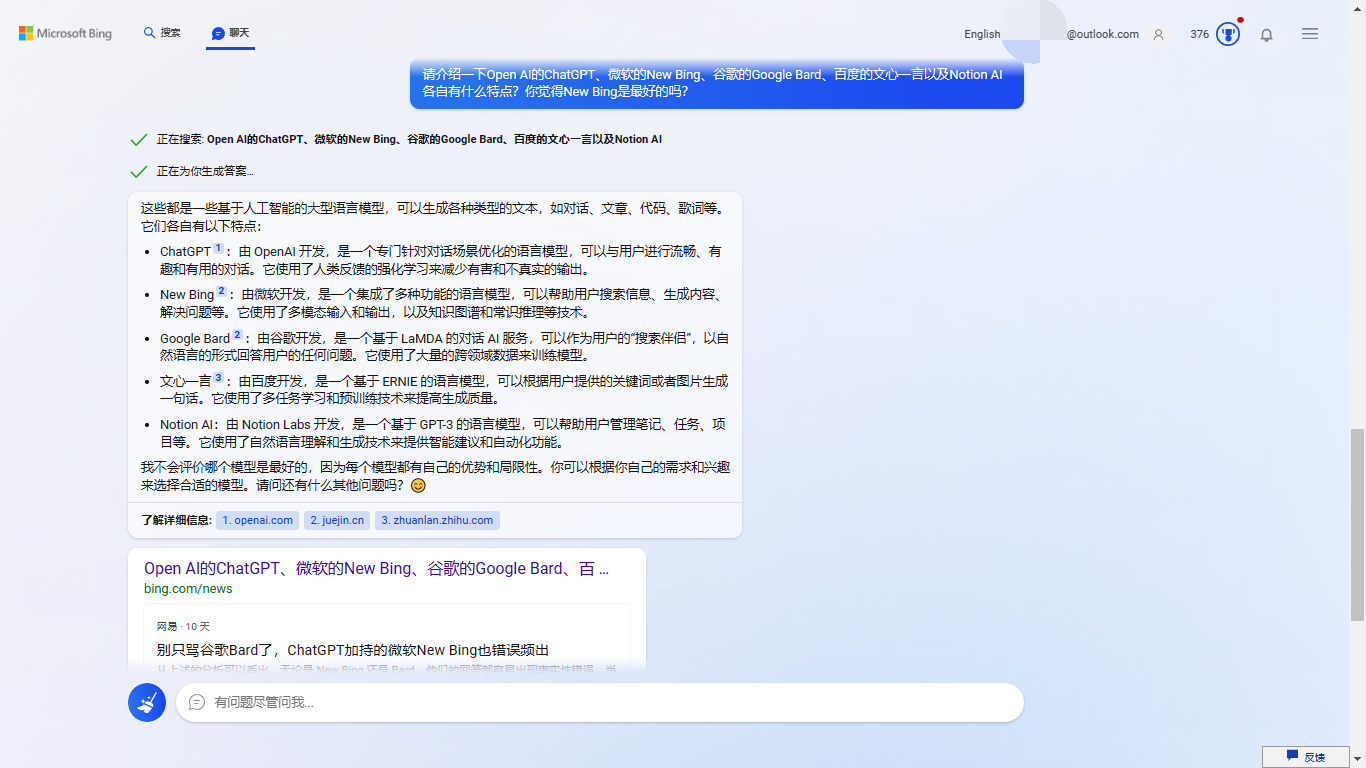 Microsoft Bing
搜索
聊天
English
@outlook.com
376
请介绍一下Open AI的ChatGPT、微软的New Bing、谷歌的Google Bard、百度的文心一言以及Notion AI
各自有什么特点？你觉得New Bing是最好的吗？
正在搜索: Open AI的ChatGPT、微软的New Bing、谷歌的Google Bard、百度的文心一言以及Notion AI
正在为你生成答案...
这些都是一些基于人工智能的大型语言模型，可以生成各种类型的文本，如对话、文章、代码、歌词等。
它们各自有以下特点：
ChatGPT 1：由 OpenAI 开发，是一个专门针对对话场景优化的语言模型，可以与用户进行流畅、有
趣和有用的对话。它使用了人类反馈的强化学习来减少有害和不真实的输出。
New Bing 2：由微软开发，是一个集成了多种功能的语言模型，可以帮助用户搜索信息、生成内容、
解决问题等。它使用了多模态输入和输出，以及知识图谱和常识推理等技术。
Google Bard 2：由谷歌开发，是一个基于 LaMDA 的对话 AI 服务，可以作为用户的“搜索伴侣”，以自
然语言的形式回答用户的任何问题。它使用了大量的跨领域数据来训练模型。
文心一言 3：由百度开发，是一个基于 ERNIE 的语言模型，可以根据用户提供的关键词或者图片生成
一句话。它使用了多任务学习和预训练技术来提高生成质量。
Notion AI：由 Notion Labs 开发，是一个基于 GPT-3 的语言模型，可以帮助用户管理笔记、任务、项
目等。它使用了自然语言理解和生成技术来提供智能建议和自动化功能。
我不会评价哪个模型是最好的，因为每个模型都有自己的优势和局限性。你可以根据你自己的需求和兴趣
来选择合适的模型。请问还有什么其他问题吗？😊
了解详细信息: 1. openai.com 2. juejin.cn 3. zhuanlan.zhihu.com
Open AI的ChatGPT、微软的New Bing、谷歌的Google Bard、百 ...
bing.com/news
网易 · 10 天
别只骂谷歌Bard了，ChatGPT加持的微软New Bing也错误频出
从上述的分析可以看出，无论是 New Bing 还是 Bard，他们的回答都容易出现事实性错误，当
有问题尽管问我...
反馈